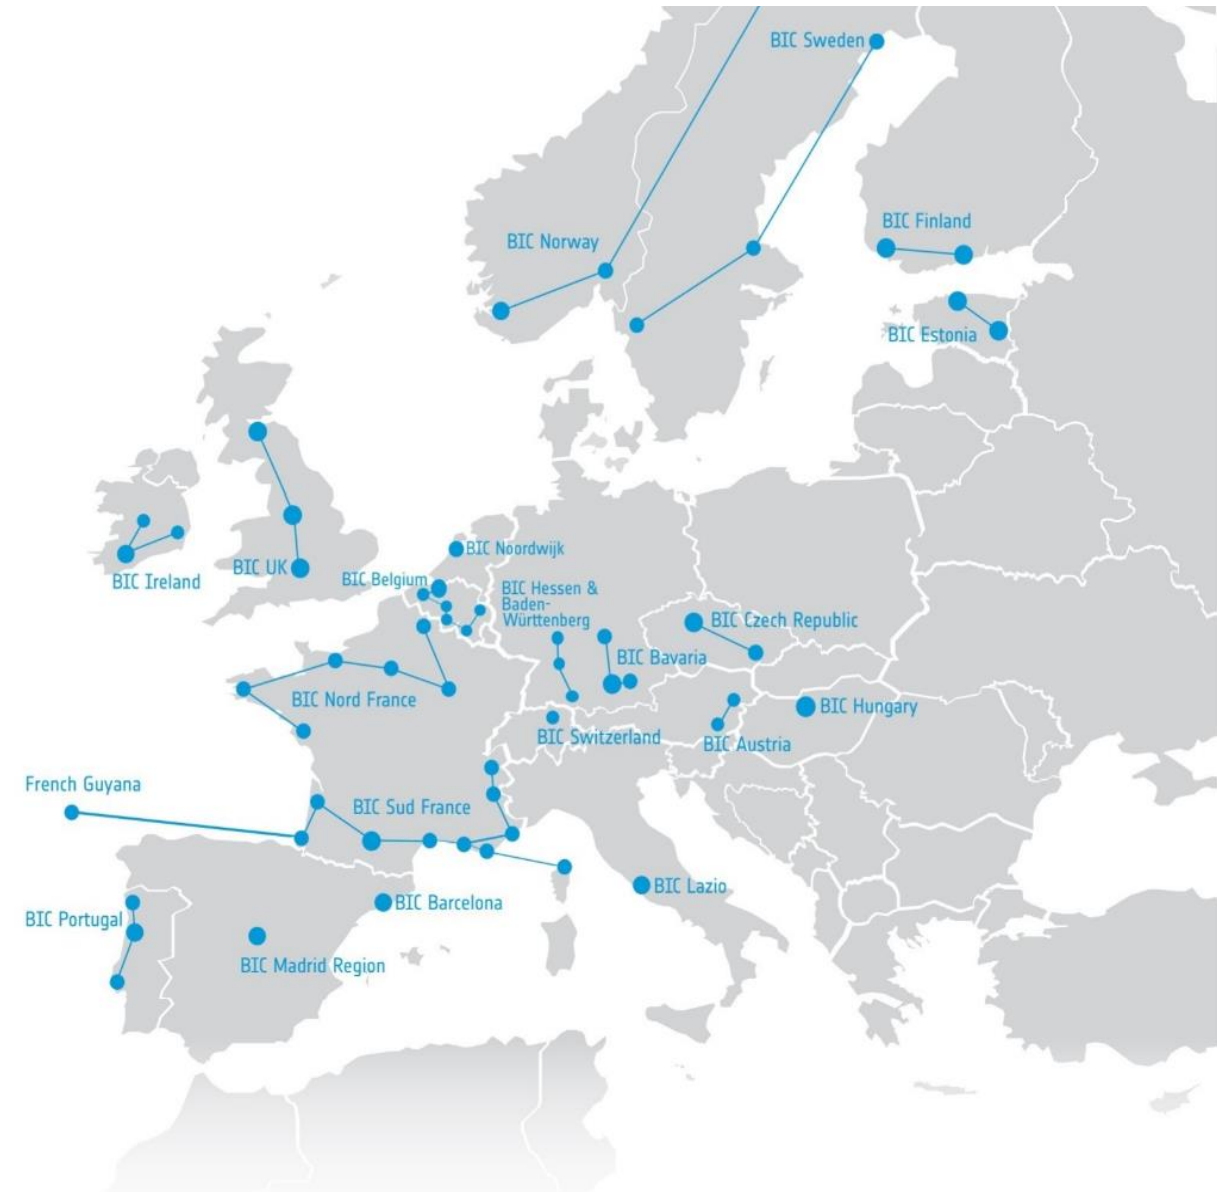 BIC Sweden
BIC Finland
BIC Norway
BIC Estonia
BIC Noordwijk
BIC UK
BIC Ireland
BIC Belgium
BIC Hessen &
Baden-
Württenberg
BIC Czech Republic
BIC Bavaria
BIC Nord France
BIC Hungary
BIC Switzerland
BIC Austria
French Guyana
BIC Sud France
BIC Lazio
BIC Barcelona
BIC Portugal
BIC Madrid Region